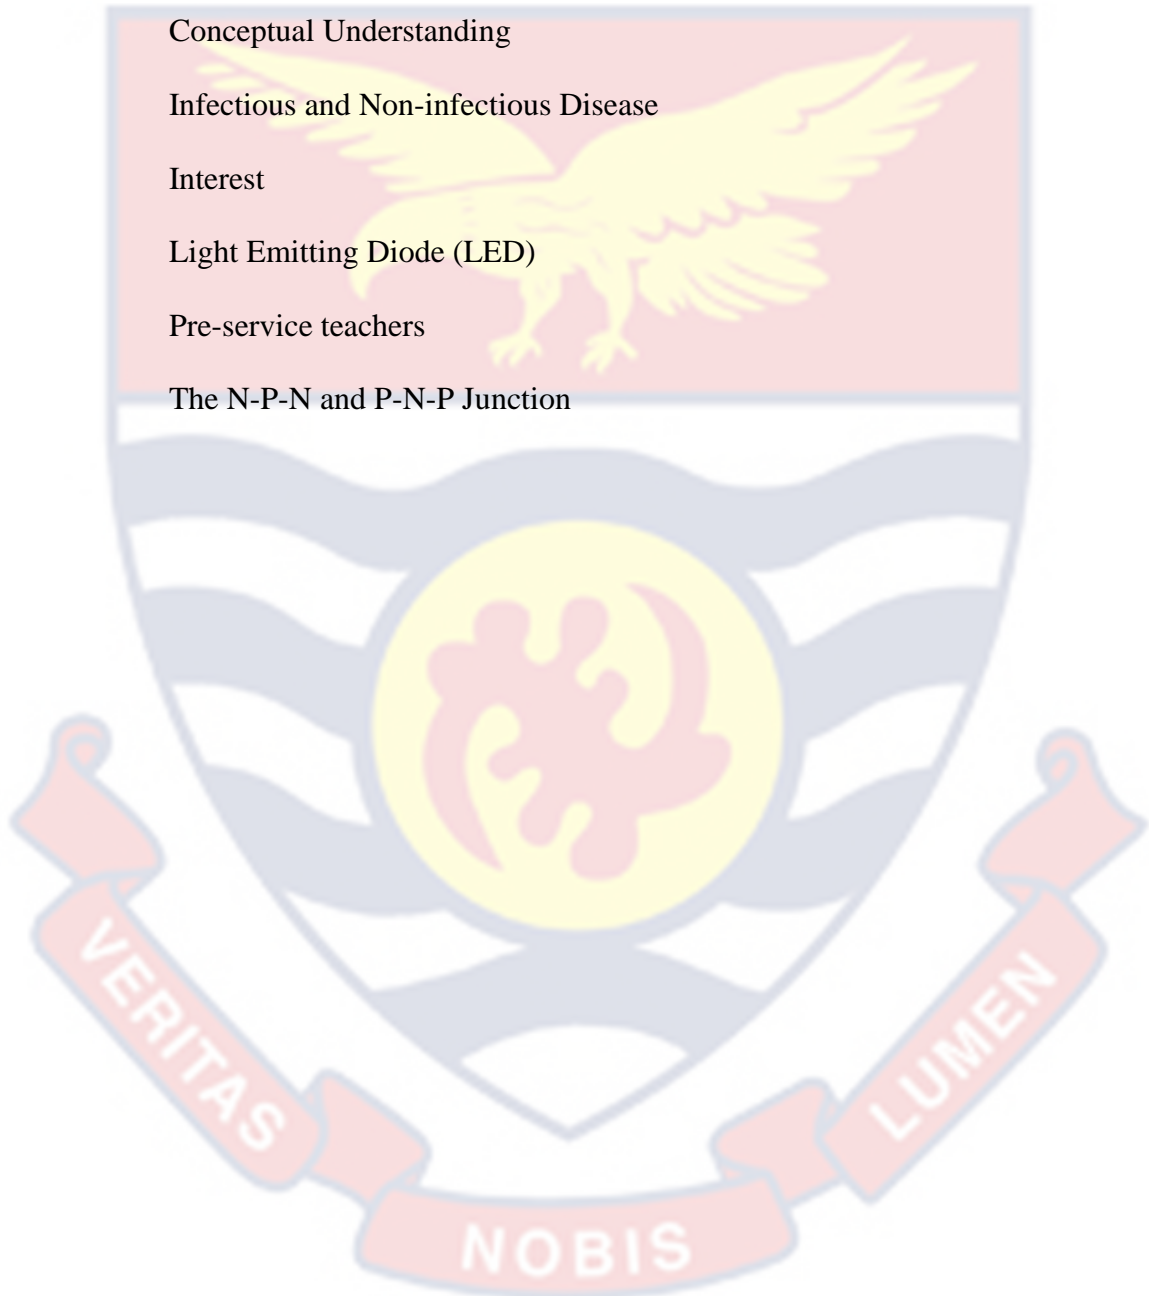 Conceptual Understanding
Infectious and Non-infectious Disease
Interest
Light Emitting Diode (LED)
Pre-service teachers
The N-P-N and P-N-P Junction
VERITAS
NOBIS
LUMEN